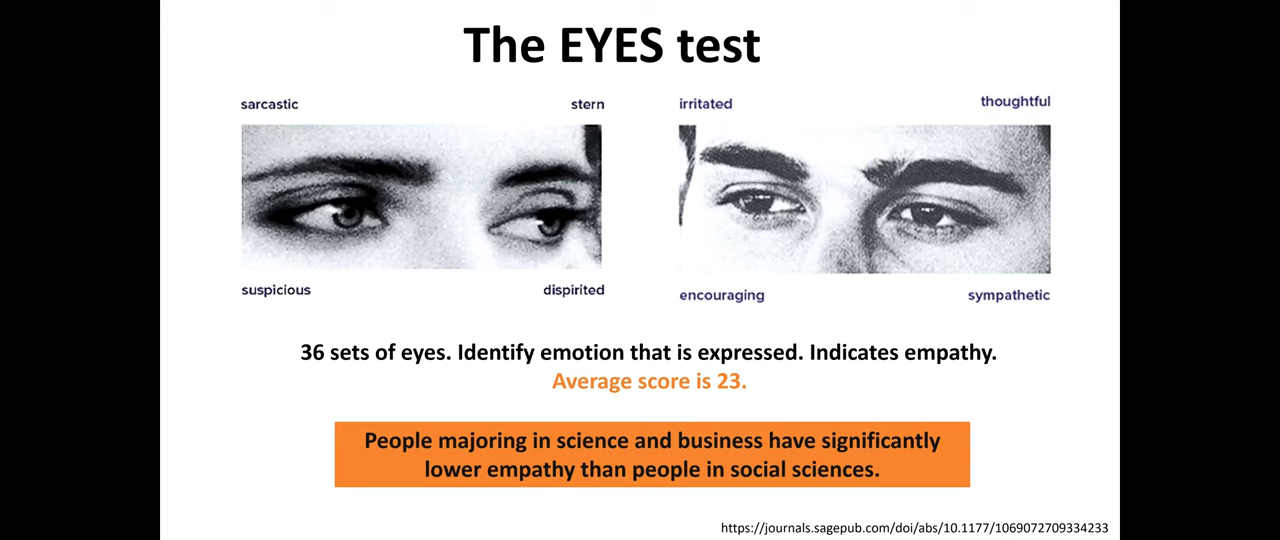 The EYES test
sarcastic
stern
irritated
thoughtful
suspicious
dispirited
encouraging
sympathetic
36 sets of eyes. Identify emotion that is expressed. Indicates empathy.
Average score is 23.
People majoring in science and business have significantly
lower empathy than people in social sciences.
https://journals.sagepub.com/doi/abs/10.1177/1069072709334233